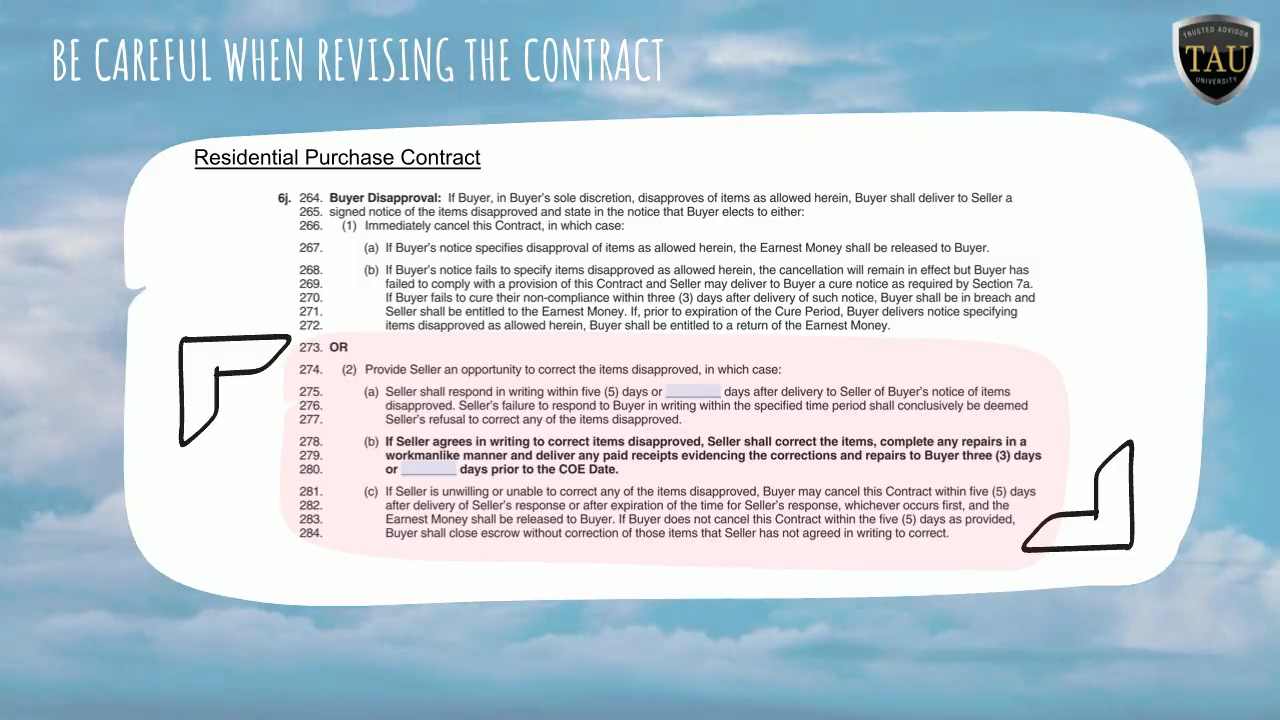 BE CAREFUL WHEN REVISING THE CONTRACT
TRUSTED ADVISOR
TAU
UNIVERSITY
Residential Purchase Contract
6j. 264. Buyer Disapproval: If Buyer, in Buyer's sole discretion, disapproves of items as allowed herein, Buyer shall deliver to Seller a
265. signed notice of the items disapproved and state in the notice that Buyer elects to either:
266. (1) Immediately cancel this Contract, in which case:
267. (a) If Buyer's notice specifies disapproval of items as allowed herein, the Earnest Money shall be released to Buyer.
268. (b) If Buyer's notice fails to specify items disapproved as allowed herein, the cancellation will remain in effect but Buyer has
269. failed to comply with a provision of this Contract and Seller may deliver to Buyer a cure notice as required by Section 7a.
270. If Buyer fails to cure their non-compliance within three (3) days after delivery of such notice, Buyer shall be in breach and
271. Seller shall be entitled to the Earnest Money. If, prior to expiration of the Cure Period, Buyer delivers notice specifying
272. items disapproved as allowed herein, Buyer shall be entitled to a return of the Earnest Money.
273. OR
274. (2) Provide Seller an opportunity to correct the items disapproved, in which case:
275. (a) Seller shall respond in writing within five (5) days or ________ days after delivery to Seller of Buyer's notice of items
276. disapproved. Seller's failure to respond to Buyer in writing within the specified time period shall conclusively be deemed
277. Seller's refusal to correct any of the items disapproved.
278. (b) If Seller agrees in writing to correct items disapproved, Seller shall correct the items, complete any repairs in a
279. workmanlike manner and deliver any paid receipts evidencing the corrections and repairs to Buyer three (3) days
280. or ________ days prior to the COE Date.
281. (c) If Seller is unwilling or unable to correct any of the items disapproved, Buyer may cancel this Contract within five (5) days
282. after delivery of Seller's response or after expiration of the time for Seller's response, whichever occurs first, and the
283. Earnest Money shall be released to Buyer. If Buyer does not cancel this Contract within the five (5) days as provided,
284. Buyer shall close escrow without correction of those items that Seller has not agreed in writing to correct.